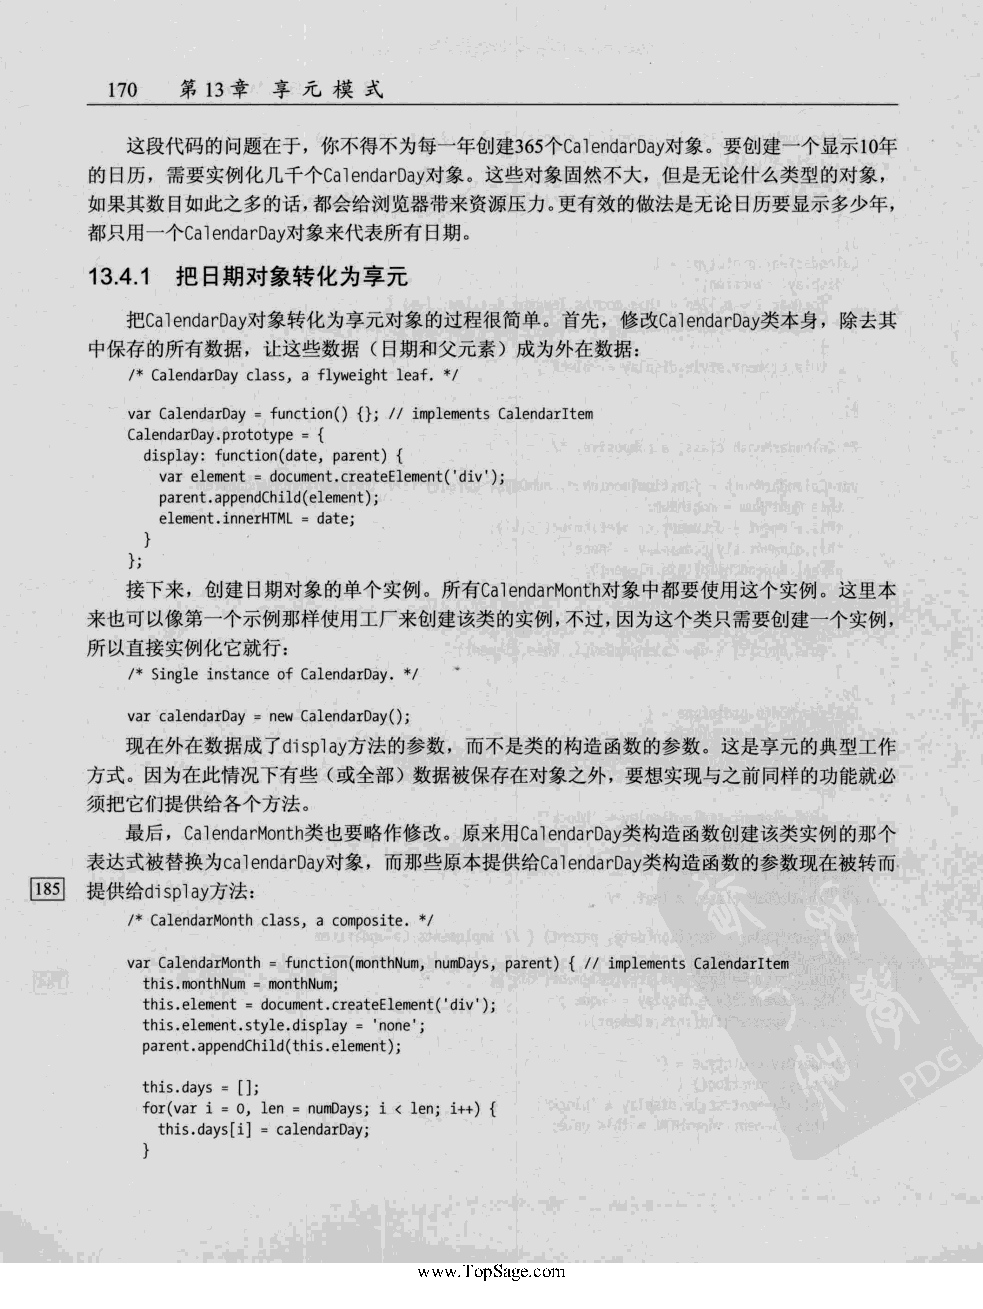 170 第13章 享元模式
这段代码的问题在于，你不得不为每一年创建365个CalendarDay对象。要创建一个显示10年
的日历，需要实例化几千个CalendarDay对象。这些对象固然不大，但是无论什么类型的对象，
如果其数目如此之多的话，都会给浏览器带来资源压力。更有效的做法是无论日历要显示多少年，
都只用一个CalendarDay对象来代表所有日期。
13.4.1 把日期对象转化为享元
把CalendarDay对象转化为享元对象的过程很简单。首先，修改CalendarDay类本身，除去其
中保存的所有数据，让这些数据（日期和父元素）成为外在数据：
/* CalendarDay class, a flyweight leaf. */
var CalendarDay = function() {}; // implements CalendarItem
CalendarDay.prototype = {
display: function(date, parent) {
var element = document.createElement('div');
parent.appendChild(element);
element.innerHTML = date;
}
};
接下来，创建日期对象的单个实例。所有CalendarMonth对象中都要使用这个实例。这里本
来也可以像第一个示例那样使用工厂来创建该类的实例，不过，因为这个类只需要创建一个实例，
所以直接实例化它就行：
/* Single instance of CalendarDay. */
var calendarDay = new CalendarDay();
现在外在数据成了display方法的参数，而不是类的构造函数的参数。这是享元的典型工作
方式。因为在此情况下有些（或全部）数据被保存在对象之外，要想实现与之前同样的功能就必
须把它们提供给各个方法。
最后，CalendarMonth类也要略作修改。原来用CalendarDay类构造函数创建该类实例的那个
表达式被替换为calendarDay对象，而那些原本提供给CalendarDay类构造函数的参数现在被转而
185 提供给display方法：
/* CalendarMonth class, a composite. */
var CalendarMonth = function(monthNum, numDays, parent) { // implements CalendarItem
this.monthNum = monthNum;
this.element = document.createElement('div');
this.element.style.display = 'none';
parent.appendChild(this.element);
this.days = [];
for(var i = 0, len = numDays; i < len; i++) {
this.days[i] = calendarDay;
}
PDG
www.TopSage.com